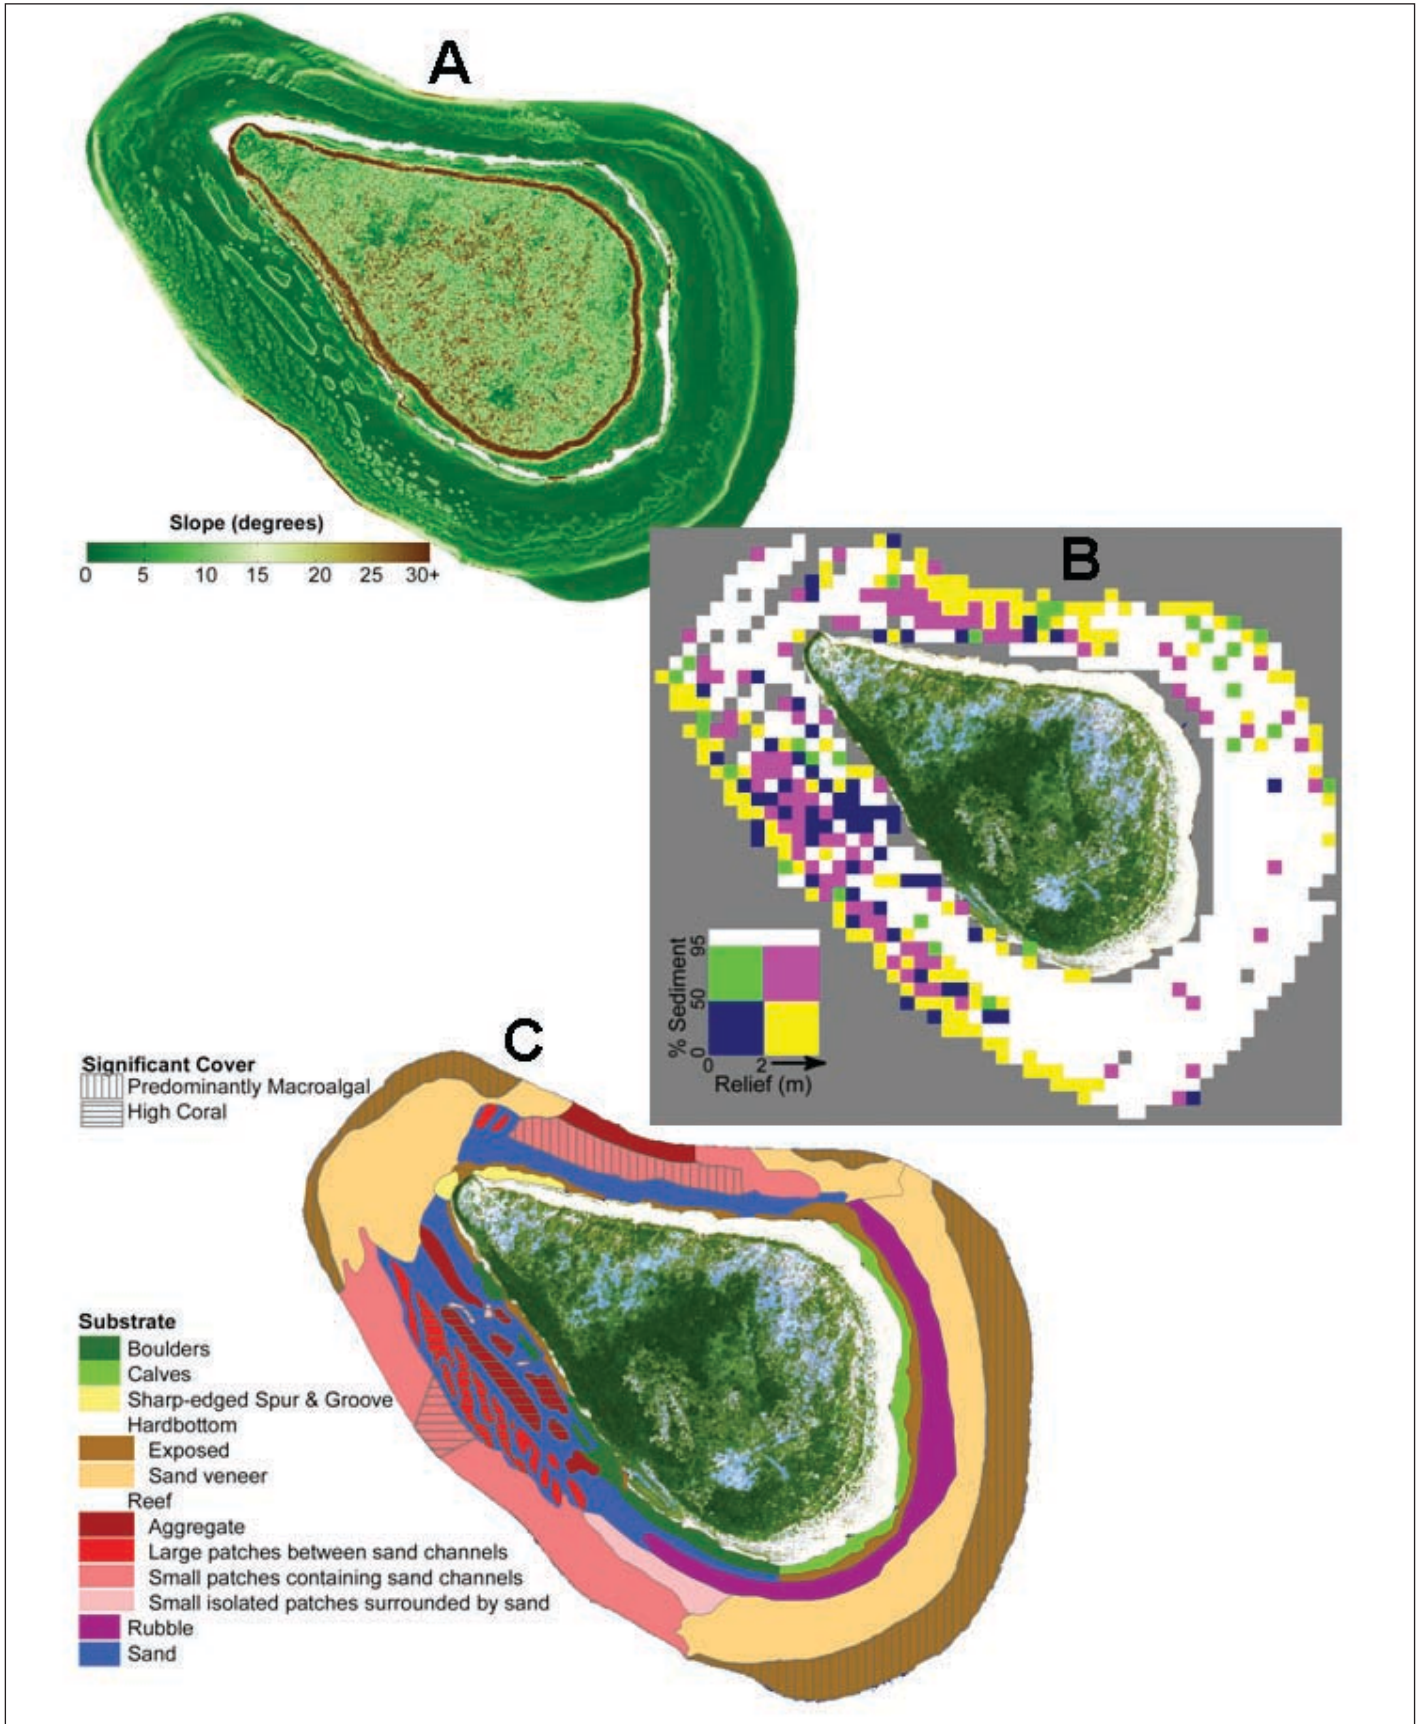 A
Slope (degrees)
0 5 10 15 20 25 30+
B
% Sediment
95
50
0
0 2
Relief (m)
C
Significant Cover
Predominantly Macroalgal
High Coral
Substrate
Boulders
Calves
Sharp-edged Spur & Groove
Hardbottom
Exposed
Sand veneer
Reef
Aggregate
Large patches between sand channels
Small patches containing sand channels
Small isolated patches surrounded by sand
Rubble
Sand